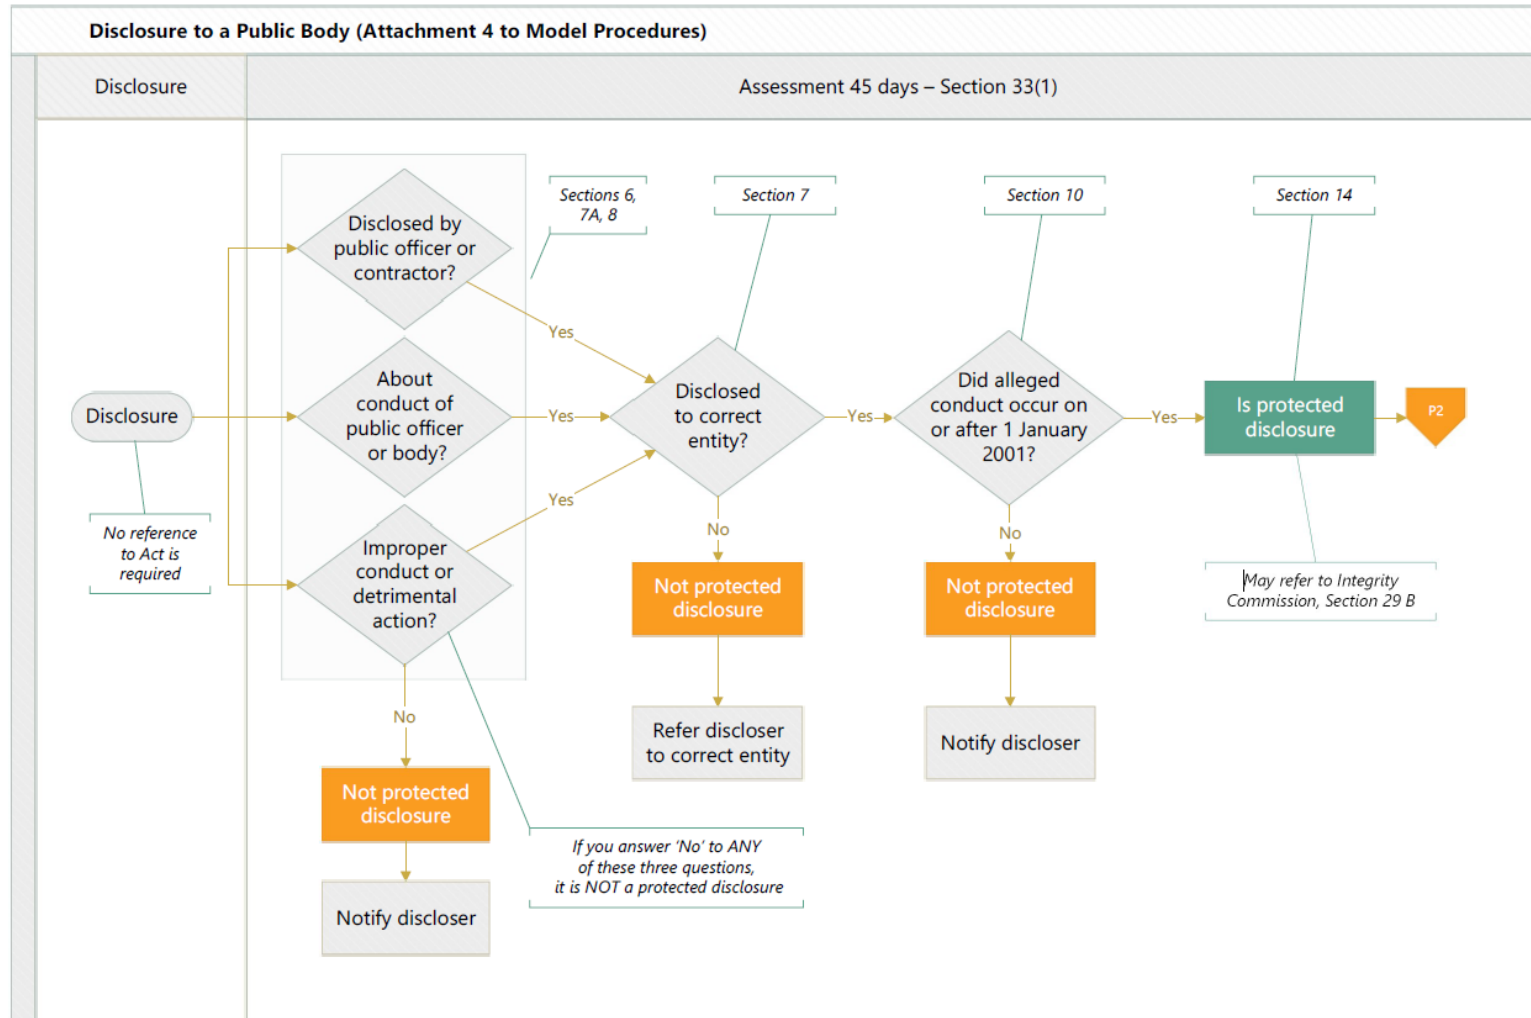 Disclosure to a Public Body (Attachment 4 to Model Procedures)
Disclosure
Assessment 45 days – Section 33(1)
Disclosed by
public officer or
contractor?
Sections 6,
7A, 8
Section 7
Section 10
Section 14
Yes
About
conduct of
public officer
or body?
Yes
Disclosed
to correct
entity?
Yes
Did alleged
conduct occur on
or after 1 January
2001?
Yes
Is protected
disclosure
P2
Disclosure
No reference
to Act is
required
Yes
Improper
conduct or
detrimental
action?
No
Not protected
disclosure
Refer discloser
to correct entity
No
Not protected
disclosure
Notify discloser
May refer to Integrity
Commission, Section 29 B
No
Not protected
disclosure
Notify discloser
If you answer ‘No’ to ANY
of these three questions,
it is NOT a protected disclosure